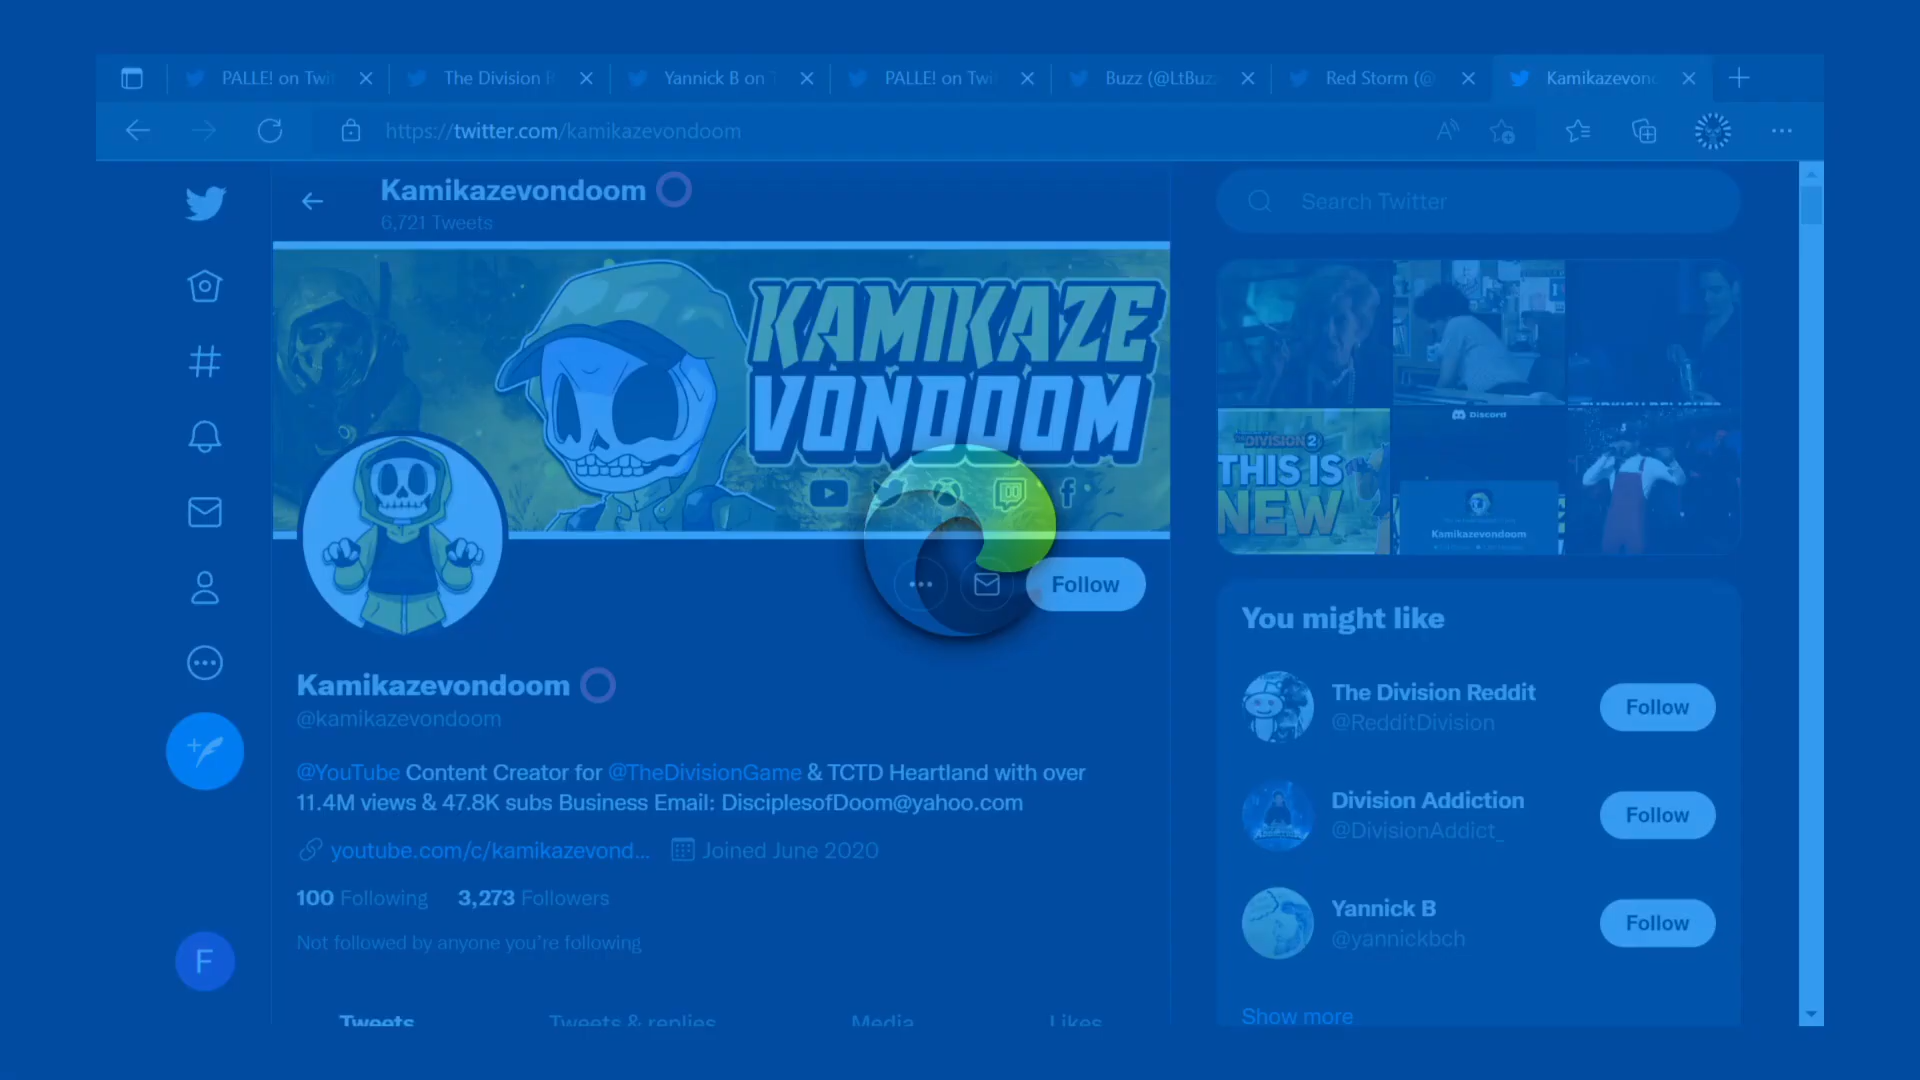 PALLE! on Twi
The Division
Yannick B on
PALLE! on Twi
Buzz (@LtBuzz
Red Storm (@
Kamikazevon
https://twitter.com/kamikazevondoom
Kamikazevondoom
6,721 Tweets
Search Twitter
KAMIKAZE
VONDOOM
DIVISION 2
THIS IS
NEW
Discord
Kamikazevondoom
Follow
Kamikazevondoom
@kamikazevondoom
@YouTube Content Creator for @TheDivisionGame & TCTD Heartland with over
11.4M views & 47.8K subs Business Email: DisciplesofDoom@yahoo.com
youtube.com/c/kamikazevond... Joined June 2020
100 Following 3,273 Followers
Not followed by anyone you're following
Tweets Tweets & replies Media Likes
You might like
The Division Reddit
@RedditDivision
Follow
Division Addiction
@DivisionAddict_
Follow
Yannick B
@yannickbch
Follow
Show more
F